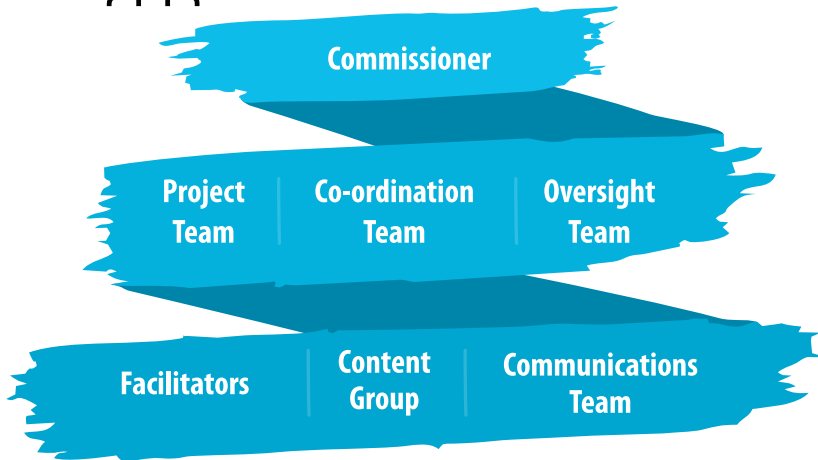 Commissioner
Project Team
Co-ordination Team
Oversight Team
Facilitators
Content Group
Communications Team